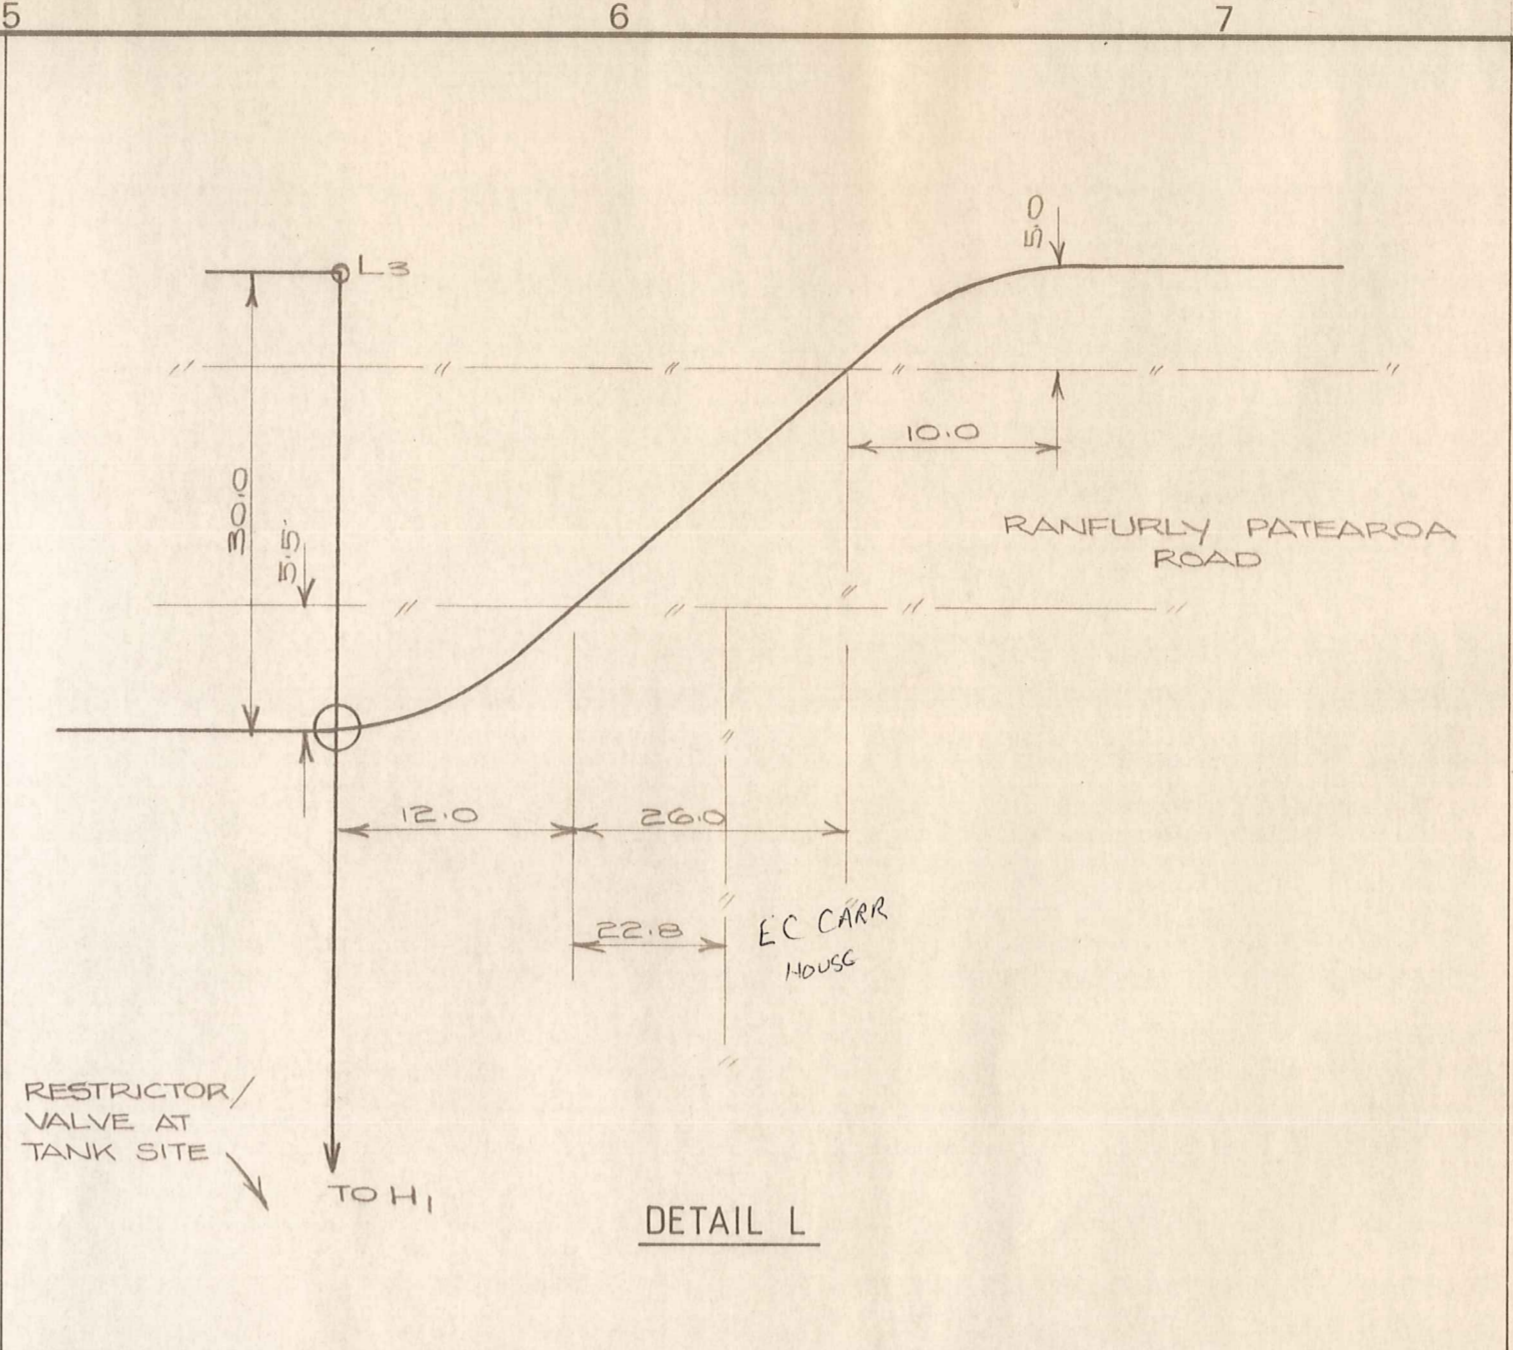 5 6 7
5.0
L3
10.0
30.0
5.5
RANFURLY PATEAROA
ROAD
12.0
26.0
22.8
EC CARR
HOUSE
RESTRICTOR/
VALVE AT
TANK SITE
TO H1
DETAIL L